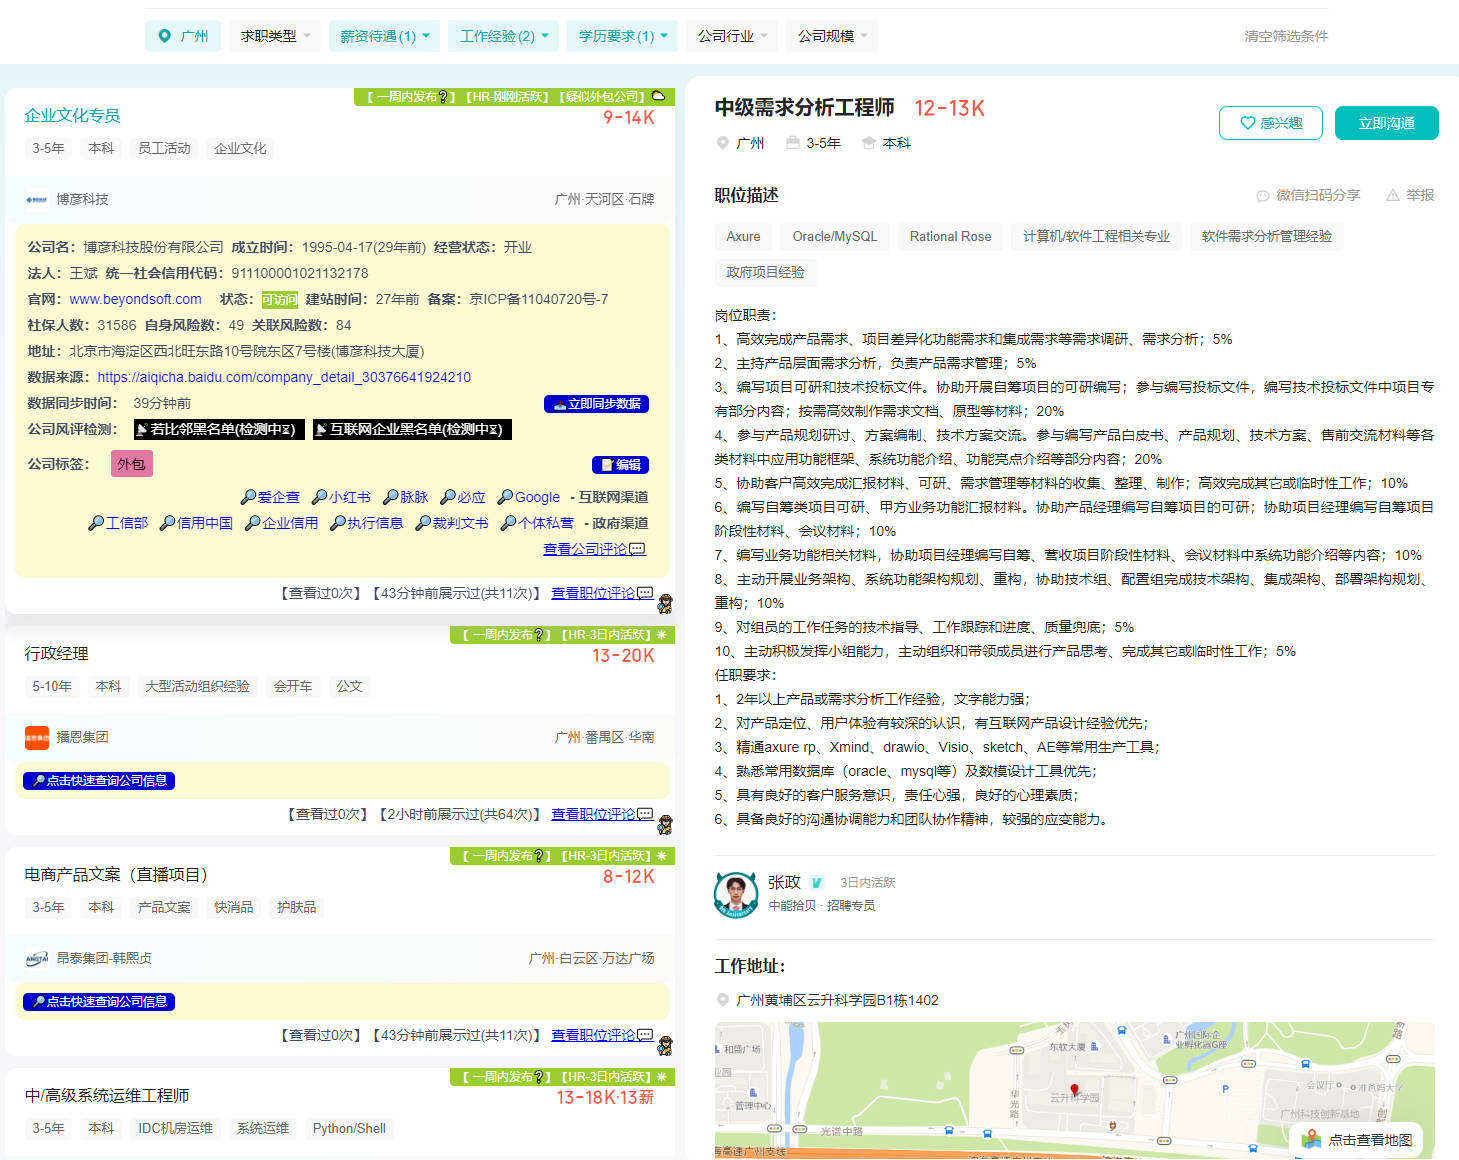 广州
求职类型
薪资待遇(1)
工作经验(2)
学历要求(1)
公司行业
公司规模
清空筛选条件
【 一周内发布?】【HR-刚刚活跃】【疑似外包公司】
企业文化专员
9-14K
3-5年 本科 员工活动 企业文化
博彦科技
广州·天河区·石牌
公司名：博彦科技股份有限公司 成立时间：1995-04-17(29年前) 经营状态：开业
法人：王斌 统一社会信用代码：911100001021132178
官网：www.beyondsoft.com 状态：可访问 建站时间：27年前 备案：京ICP备11040720号-7
社保人数：31586 自身风险数：49 关联风险数：84
地址：北京市海淀区西北旺东路10号院东区7号楼(博彦科技大厦)
数据来源：https://aiqicha.baidu.com/company_detail_30376641924210
数据同步时间： 39分钟前
立即同步数据
公司风评检测： 若比邻黑名单(检测中) 互联网企业黑名单(检测中)
公司标签： 外包
编辑
爱企查 小红书 脉脉 必应 Google - 互联网渠道
工信部 信用中国 企业信用 执行信息 裁判文书 个体私营 - 政府渠道
查看公司评论
【查看过0次】【43分钟前展示过(共11次)】 查看职位评论
【 一周内发布?】【HR-3日内活跃】
行政经理
13-20K
5-10年 本科 大型活动组织经验 会开车 公文
播恩集团
广州·番禺区·华南
点击快速查询公司信息
【查看过0次】【2小时前展示过(共64次)】 查看职位评论
【 一周内发布?】【HR-3日内活跃】
电商产品文案（直播项目）
8-12K
3-5年 本科 产品文案 快消品 护肤品
ANGTAI
昂泰集团-韩熙贞
广州·白云区·万达广场
点击快速查询公司信息
【查看过0次】【43分钟前展示过(共11次)】 查看职位评论
【 一周内发布?】【HR-3日内活跃】
中/高级系统运维工程师
13-18K·13薪
3-5年 本科 IDC机房运维 系统运维 Python/Shell
中级需求分析工程师 12-13K
广州 3-5年 本科
感兴趣
立即沟通
职位描述
微信扫码分享 举报
Axure Oracle/MySQL Rational Rose 计算机/软件工程相关专业 软件需求分析管理经验
政府项目经验
岗位职责：
1、高效完成产品需求、项目差异化功能需求和集成需求等需求调研、需求分析；5%
2、主持产品层面需求分析，负责产品需求管理；5%
3、编写项目可研和技术投标文件。协助开展自筹项目的可研编写；参与编写投标文件，编写技术投标文件中项目专
有部分内容；按需高效制作需求文档、原型等材料；20%
4、参与产品规划研讨、方案编制、技术方案交流。参与编写产品白皮书、产品规划、技术方案、售前交流材料等各
类材料中应用功能框架、系统功能介绍、功能亮点介绍等部分内容；20%
5、协助客户高效完成汇报材料、可研、需求管理等材料的收集、整理、制作；高效完成其它或临时性工作；10%
6、编写自筹类项目可研、甲方业务功能汇报材料。协助产品经理编写自筹项目的可研；协助项目经理编写自筹项目
阶段性材料、会议材料；10%
7、编写业务功能相关材料，协助项目经理编写自筹、营收项目阶段性材料、会议材料中系统功能介绍等内容；10%
8、主动开展业务架构、系统功能架构规划、重构，协助技术组、配置组完成技术架构、集成架构、部署架构规划、
重构；10%
9、对组员的工作任务的技术指导、工作跟踪和进度、质量兜底；5%
10、主动积极发挥小组能力，主动组织和带领成员进行产品思考、完成其它或临时性工作；5%
任职要求：
1、2年以上产品或需求分析工作经验，文字能力强；
2、对产品定位、用户体验有较深的认识，有互联网产品设计经验优先；
3、精通axure rp、Xmind、drawio、Visio、sketch、AE等常用生产工具；
4、熟悉常用数据库（oracle、mysql等）及数模设计工具优先；
5、具有良好的客户服务意识，责任心强，良好的心理素质；
6、具备良好的沟通协调能力和团队协作精神，较强的应变能力。
张政 3日内活跃
中能拾贝 · 招聘专员
工作地址：
广州黄埔区云升科学园B1栋1402
和盛广场
业园
管理中心
东软大厦
广州国际企
业孵化器G座
路
会议厅
准爸妈大学
华光路
云升科学园
P
广州科技创新基地
创
光谱中路
海高速广州支线
点击查看地图